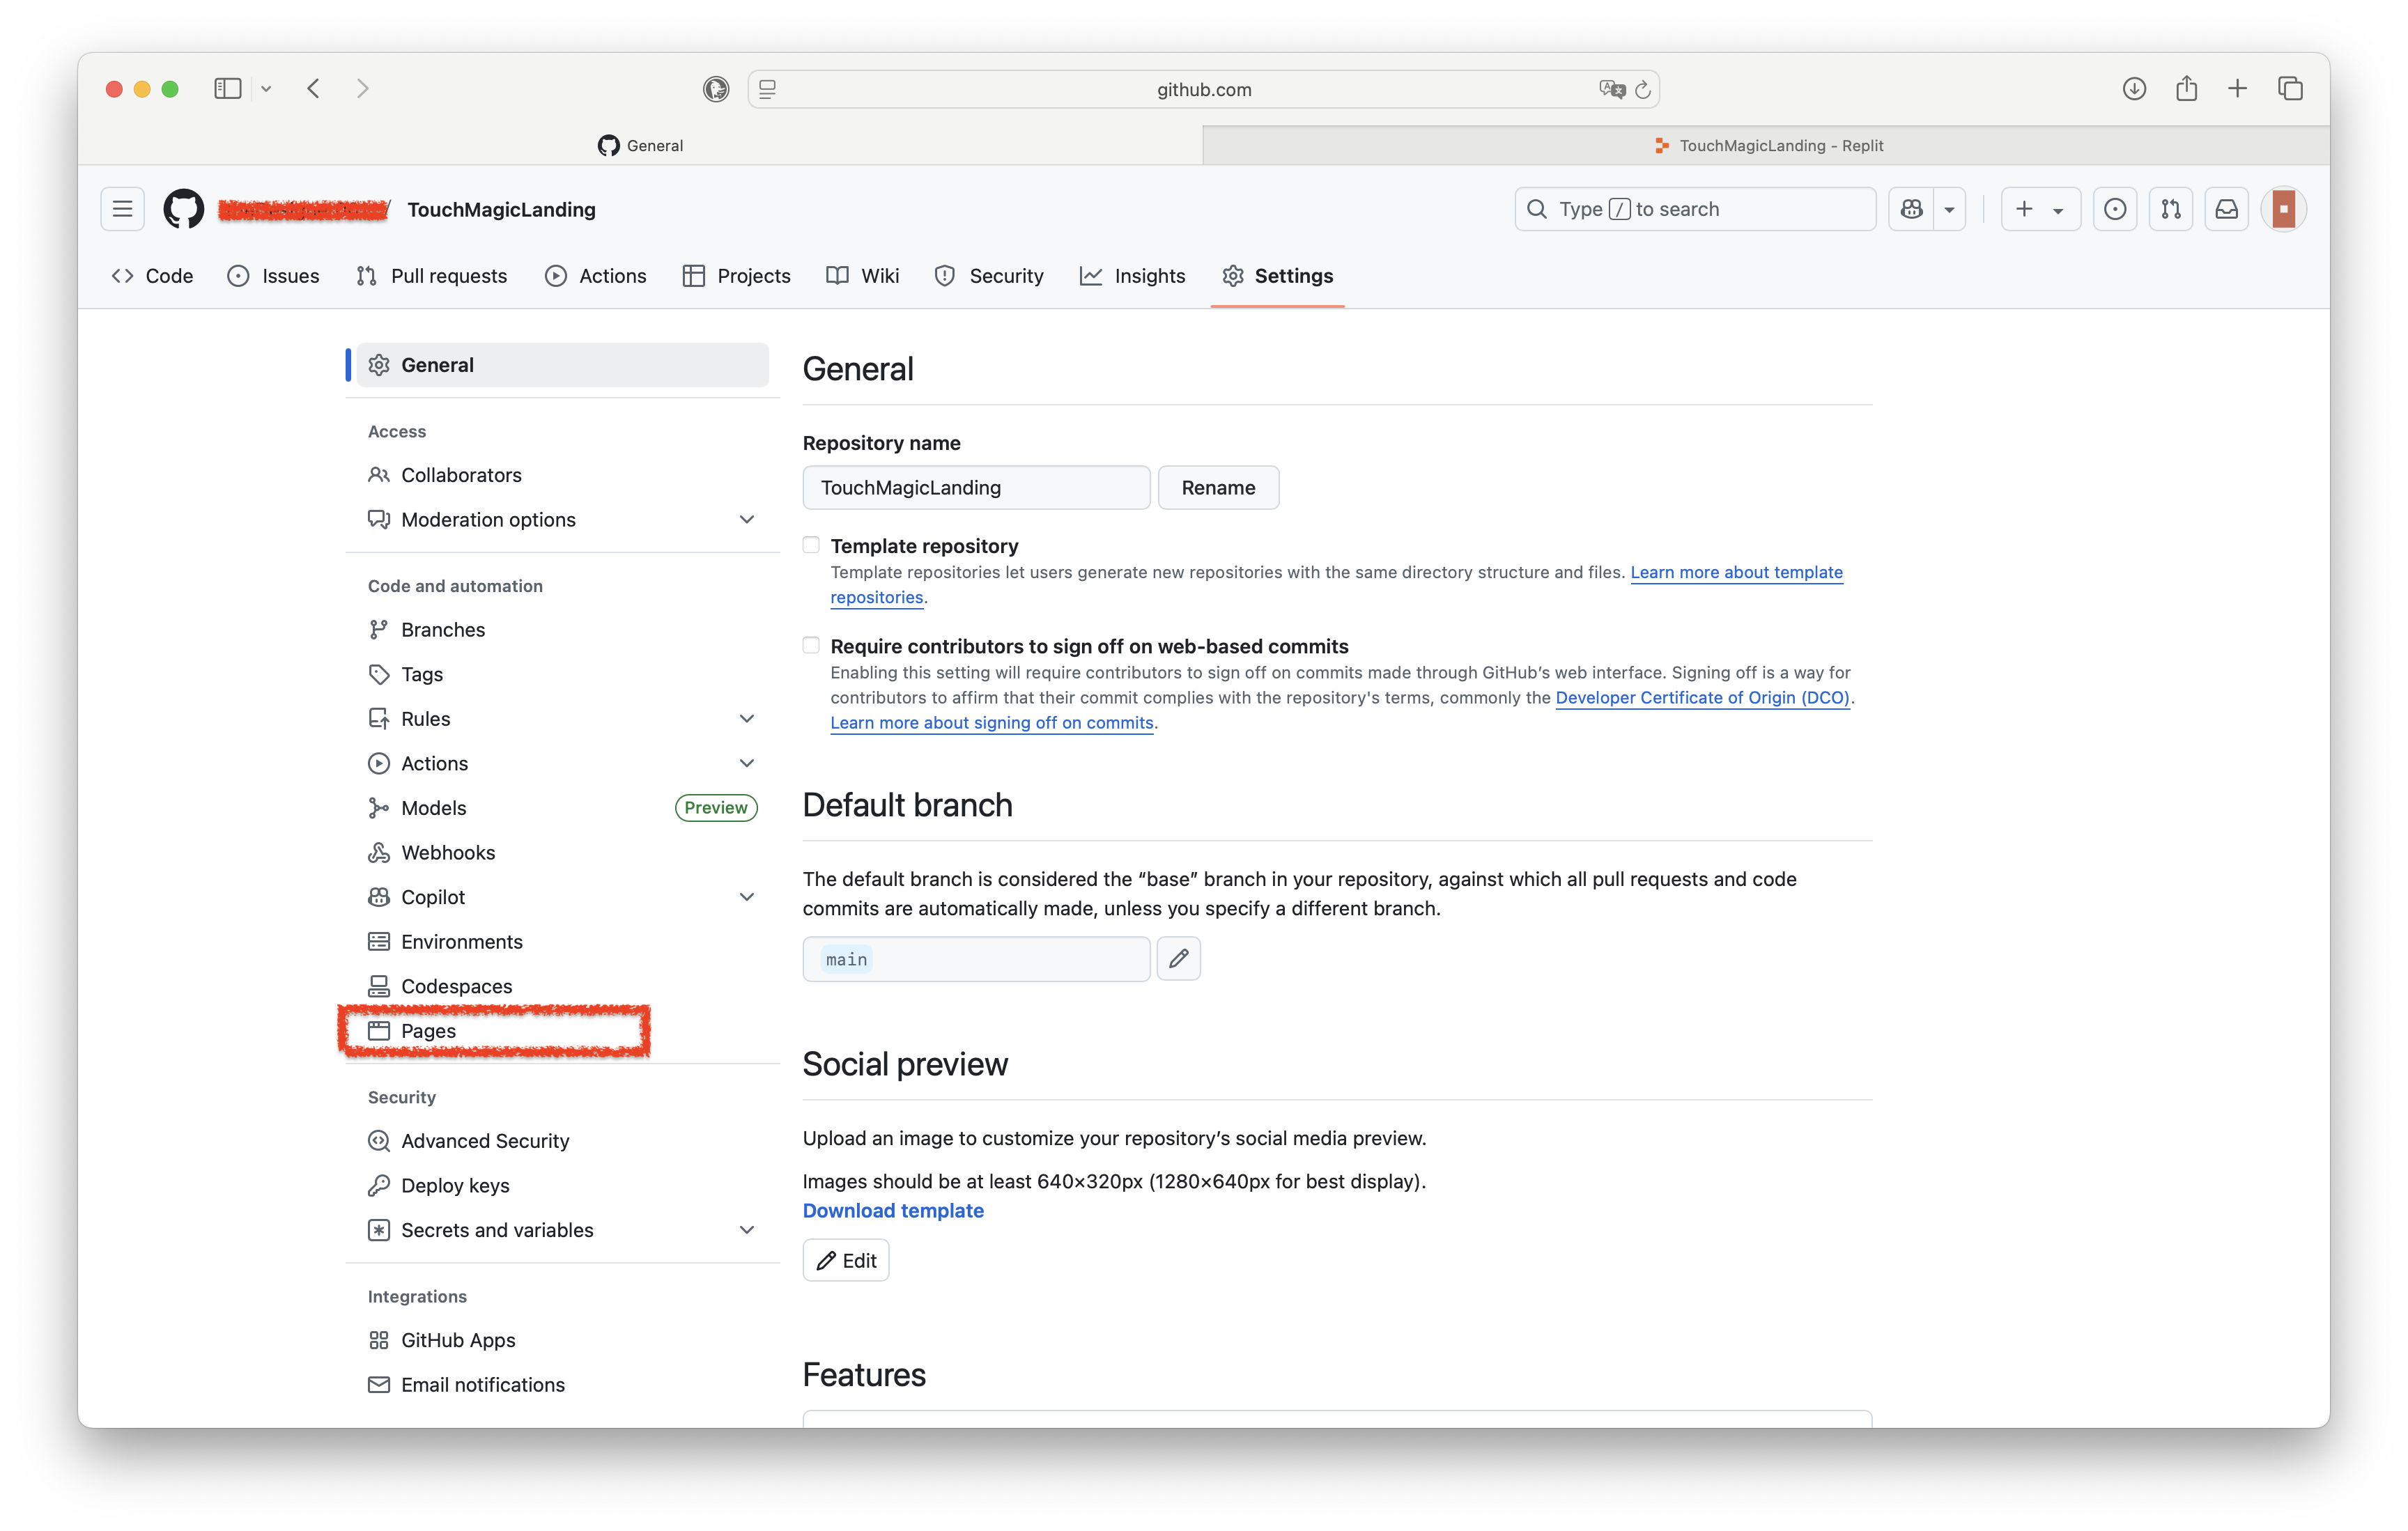 github.com
General
TouchMagicLanding - Replit
/ TouchMagicLanding
Type / to search
Code
Issues
Pull requests
Actions
Projects
Wiki
Security
Insights
Settings
General
Access
Collaborators
Moderation options
Code and automation
Branches
Tags
Rules
Actions
Models
Preview
Webhooks
Copilot
Environments
Codespaces
Pages
Security
Advanced Security
Deploy keys
Secrets and variables
Integrations
GitHub Apps
Email notifications
General
Repository name
TouchMagicLanding
Rename
Template repository
Template repositories let users generate new repositories with the same directory structure and files. Learn more about template
repositories.
Require contributors to sign off on web-based commits
Enabling this setting will require contributors to sign off on commits made through GitHub’s web interface. Signing off is a way for
contributors to affirm that their commit complies with the repository's terms, commonly the Developer Certificate of Origin (DCO).
Learn more about signing off on commits.
Default branch
The default branch is considered the “base” branch in your repository, against which all pull requests and code
commits are automatically made, unless you specify a different branch.
main
Social preview
Upload an image to customize your repository’s social media preview.
Images should be at least 640×320px (1280×640px for best display).
Download template
Edit
Features